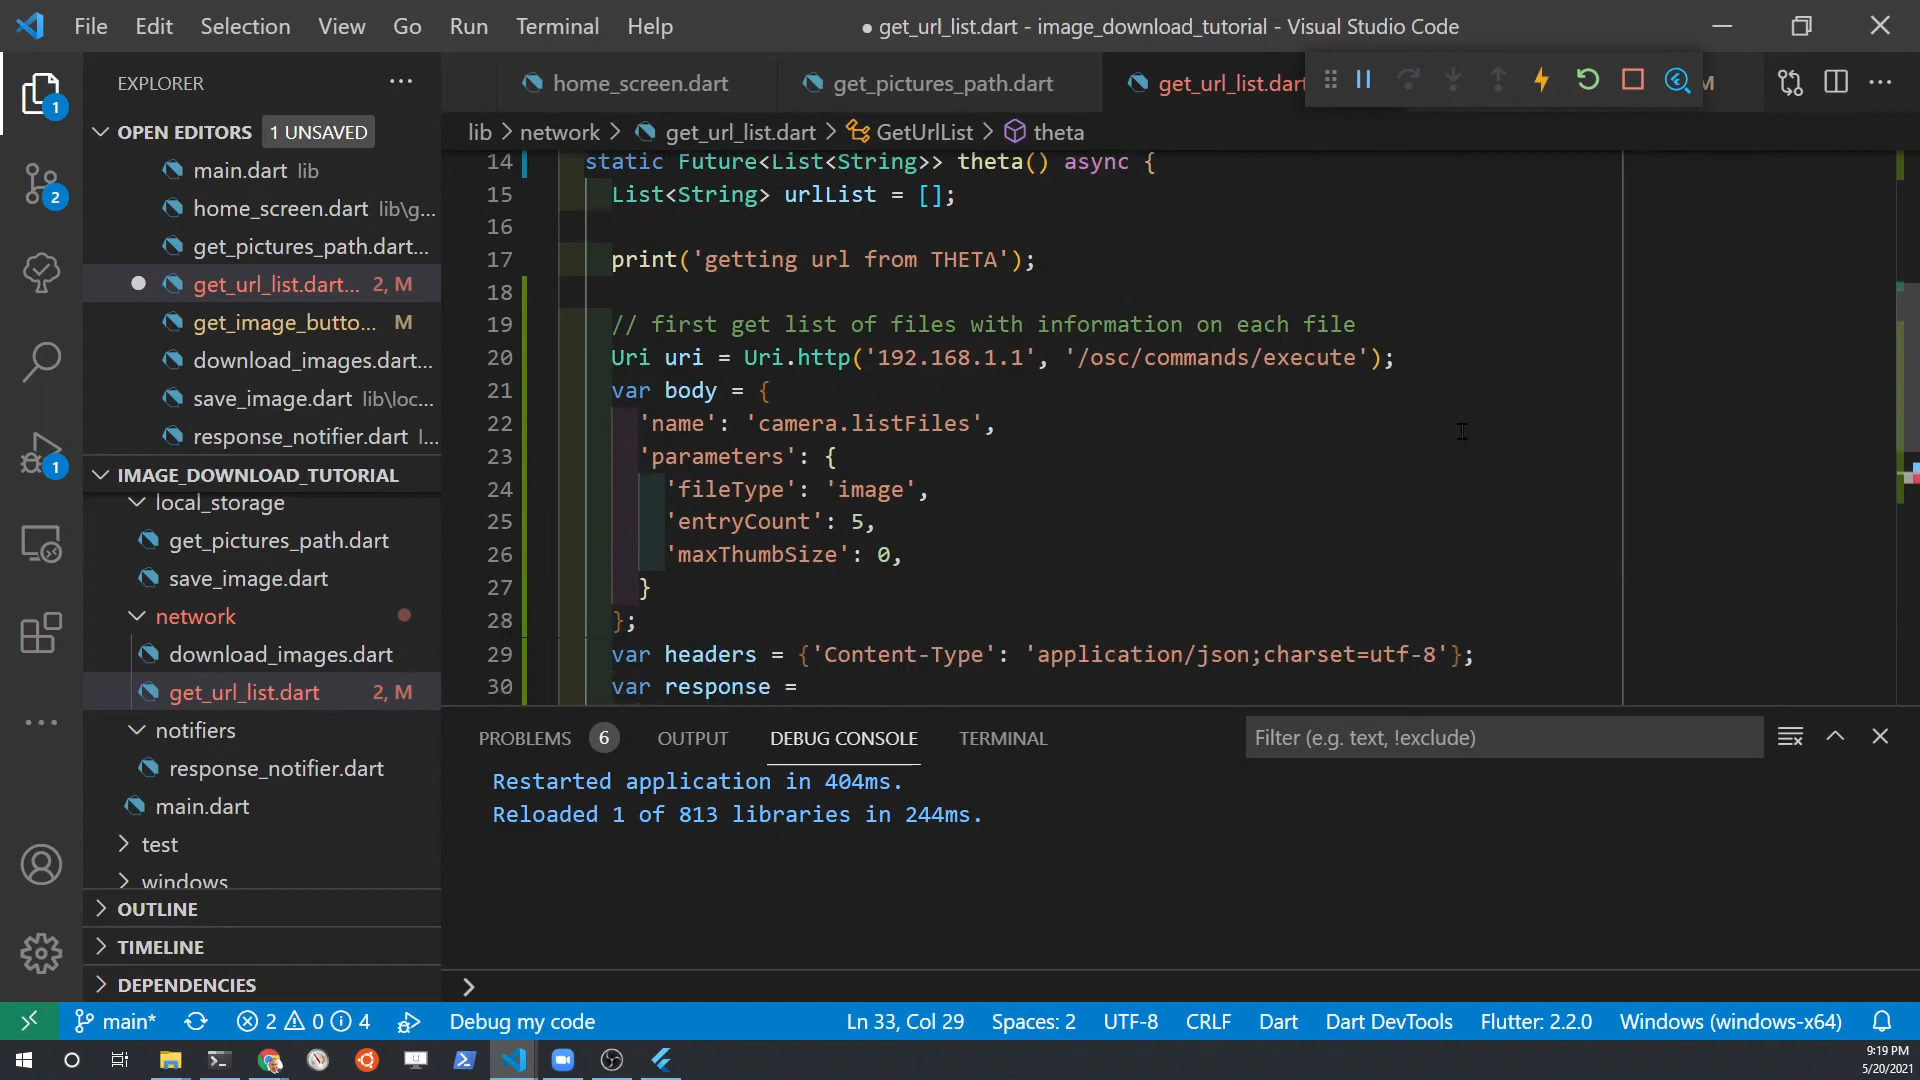 File Edit Selection View Go Run Terminal Help
● get_url_list.dart - image_download_tutorial - Visual Studio Code
EXPLORER
OPEN EDITORS 1 UNSAVED
main.dart lib
home_screen.dart lib\g...
get_pictures_path.dart...
get_url_list.dart... 2, M
get_image_butto... M
download_images.dart...
save_image.dart lib\loc...
response_notifier.dart l...
IMAGE_DOWNLOAD_TUTORIAL
local_storage
get_pictures_path.dart
save_image.dart
network
download_images.dart
get_url_list.dart 2, M
notifiers
response_notifier.dart
main.dart
test
windows
OUTLINE
TIMELINE
DEPENDENCIES
1
2
1
home_screen.dart get_pictures_path.dart get_url_list.dart M
lib > network > get_url_list.dart > GetUrlList > theta
14 static Future<List<String>> theta() async {
15 List<String> urlList = [];
16
17 print('getting url from THETA');
18
19 // first get list of files with information on each file
20 Uri uri = Uri.http('192.168.1.1', '/osc/commands/execute');
21 var body = {
22 'name': 'camera.listFiles',
23 'parameters': {
24 'fileType': 'image',
25 'entryCount': 5,
26 'maxThumbSize': 0,
27 }
28 };
29 var headers = {'Content-Type': 'application/json;charset=utf-8'};
30 var response =
PROBLEMS 6 OUTPUT DEBUG CONSOLE TERMINAL Filter (e.g. text, !exclude)
Restarted application in 404ms.
Reloaded 1 of 813 libraries in 244ms.
main* 2 0 4 Debug my code Ln 33, Col 29 Spaces: 2 UTF-8 CRLF Dart Dart DevTools Flutter: 2.2.0 Windows (windows-x64)
9:19 PM
5/20/2021